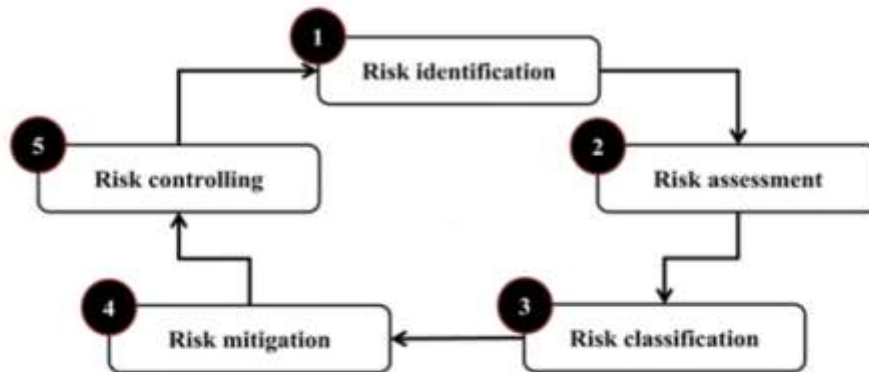 1
Risk identification
2
Risk assessment
3
Risk classification
4
Risk mitigation
5
Risk controlling